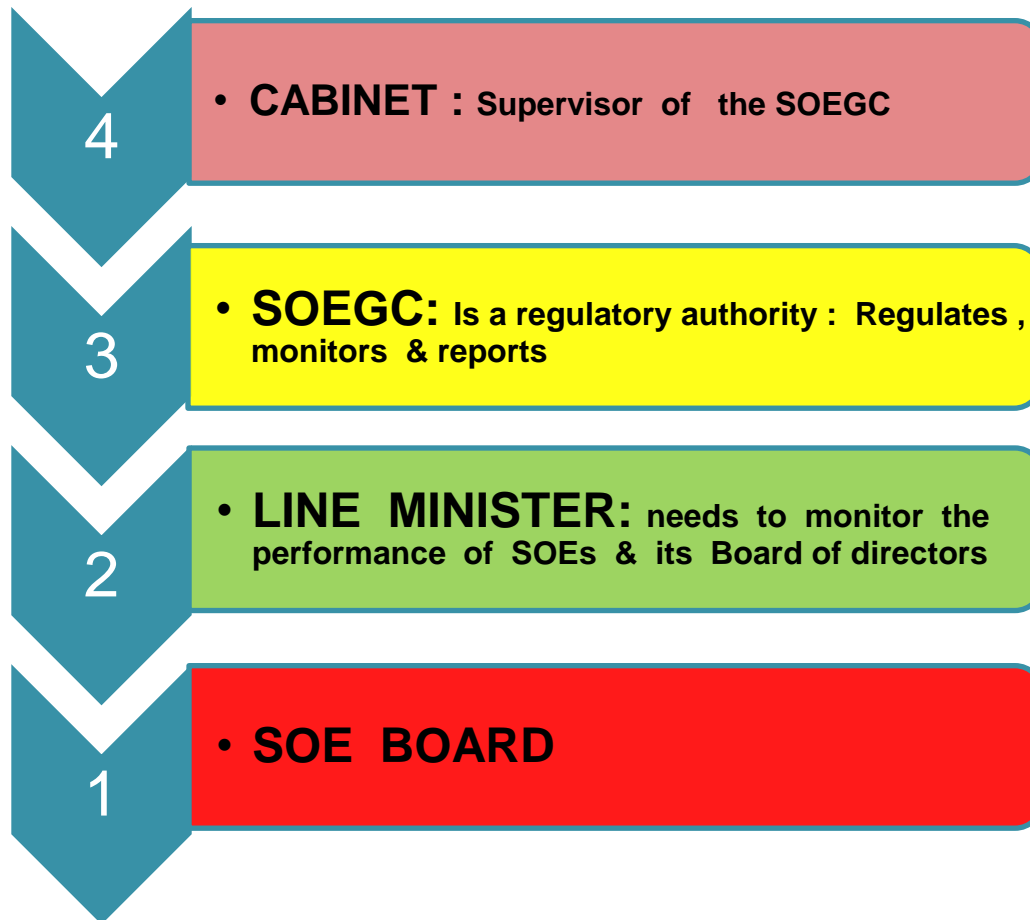 4
• CABINET : Supervisor of the SOEGC
3
• SOEGC: Is a regulatory authority : Regulates ,
monitors & reports
2
• LINE MINISTER: needs to monitor the
performance of SOEs & its Board of directors
1
• SOE BOARD